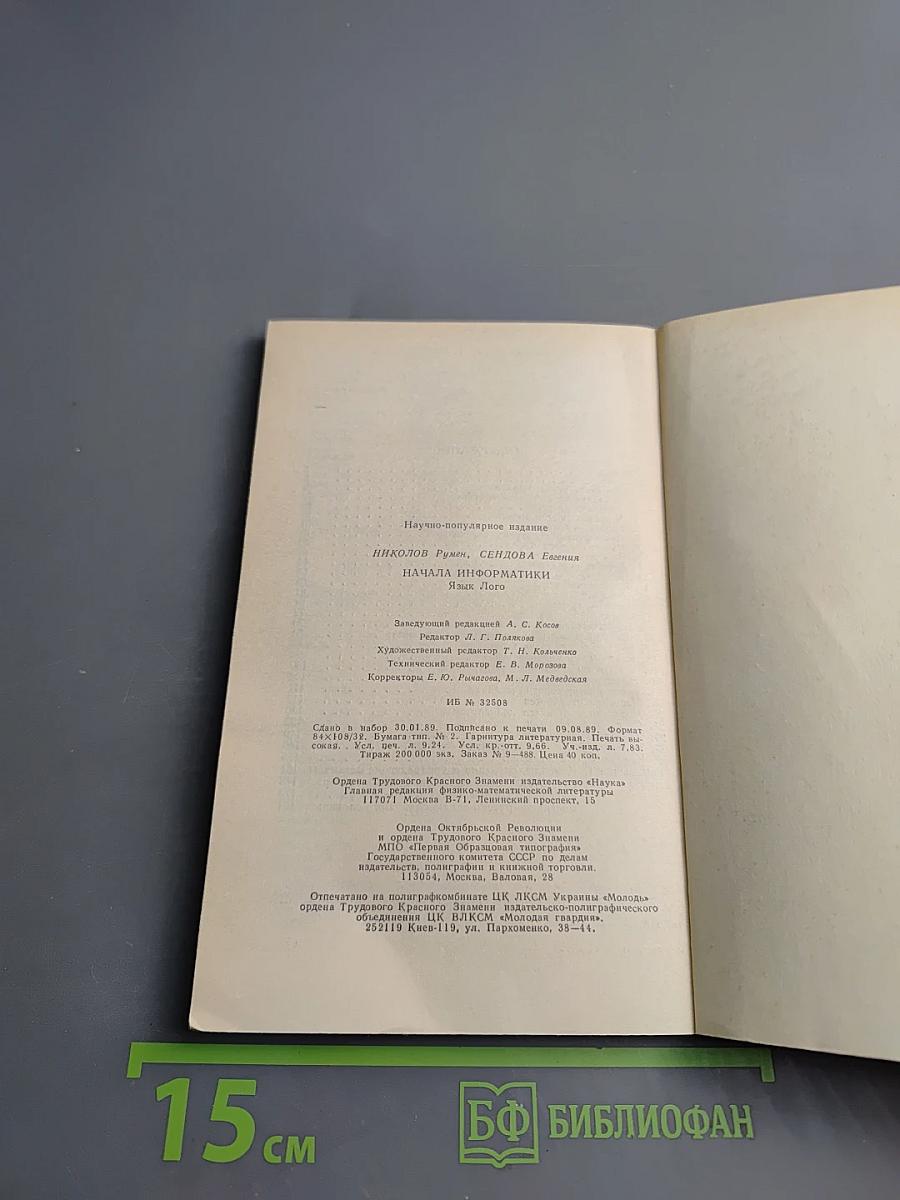 Научно-популярное издание
НИКОЛОВ Румен, СЕНДОВА Евгения
НАЧАЛА ИНФОРМАТИКИ
Язык Лого
Заведующий редакцией А. С. Косов
Редактор Л. Г. Полякова
Художественный редактор Т. Н. Кольченко
Технический редактор Е. В. Морозова
Корректоры Е. Ю. Рычагова, М. Л. Медведская
ИБ № 32508
Сдано в набор 30.01.89. Подписано к печати 09.08.89. Формат
84×108/32. Бумага тип. № 2. Гарнитура литературная. Печать вы-
сокая. Усл. печ. л. 9.24. Усл. кр.-отт. 9,66. Уч.-изд. л. 7,83.
Тираж 200 000 экз. Заказ № 9—488. Цена 40 коп.
Ордена Трудового Красного Знамени издательство «Наука»
Главная редакция физико-математической литературы
117071 Москва В-71, Ленинский проспект, 15
Ордена Октябрьской Революции
и ордена Трудового Красного Знамени
МПО «Первая Образцовая типография»
Государственного комитета СССР по делам
издательств, полиграфии и книжной торговли.
113054, Москва, Валовая, 28
Отпечатано на полиграфкомбинате ЦК ЛКСМ Украины «Молодь»
ордена Трудового Красного Знамени издательско-полиграфического
объединения ЦК ВЛКСМ «Молодая гвардия».
252119 Киев-119, ул. Пархоменко, 38—44.
15 см
БФ БИБЛИОФАН